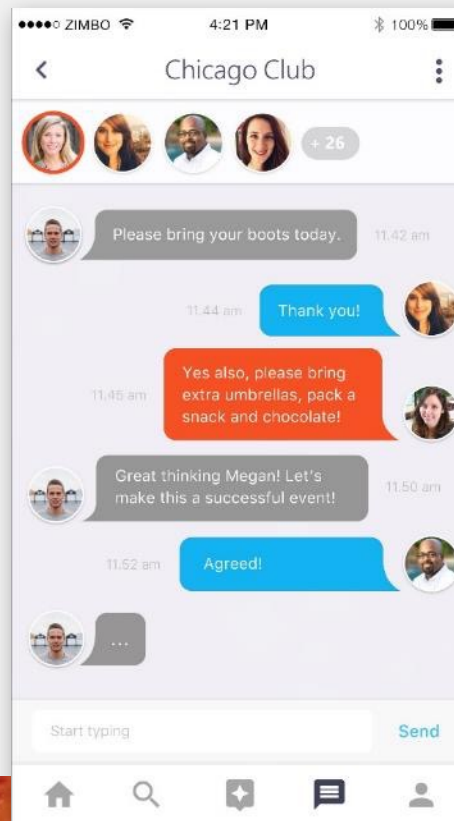 ZIMBO 4:21 PM 100%
Chicago Club
+ 26
Please bring your boots today. 11.42 am
11.44 am Thank you!
Yes also, please bring
11.45 am extra umbrellas, pack a
snack and chocolate!
Great thinking Megan! Let's
make this a successful event! 11.50 am
11.52 am Agreed!
...
Start typing Send